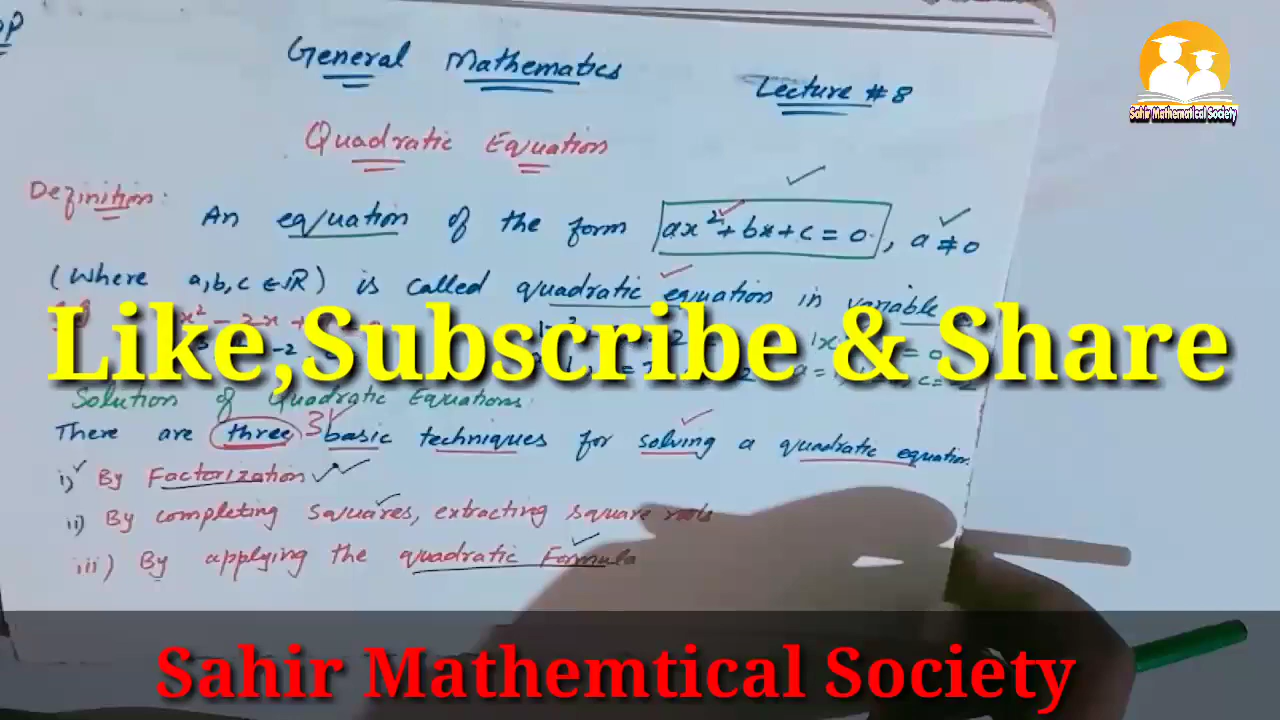 General Mathematics
Lecture #8
Sahir Mathematical Society
Quadratic Equation
Definition:
An equation of the form ax²+bx+c=0, a≠0
(Where a,b,c ∈ IR) is called quadratic equation in variable
Like,Subscribe & Share
Solution of Quadratic Equations:
There are three 3 basic techniques for solving a quadratic equation.
i) By Factorization
ii) By completing squares, extracting square roots
iii) By applying the quadratic Formula
Sahir Mathemtical Society